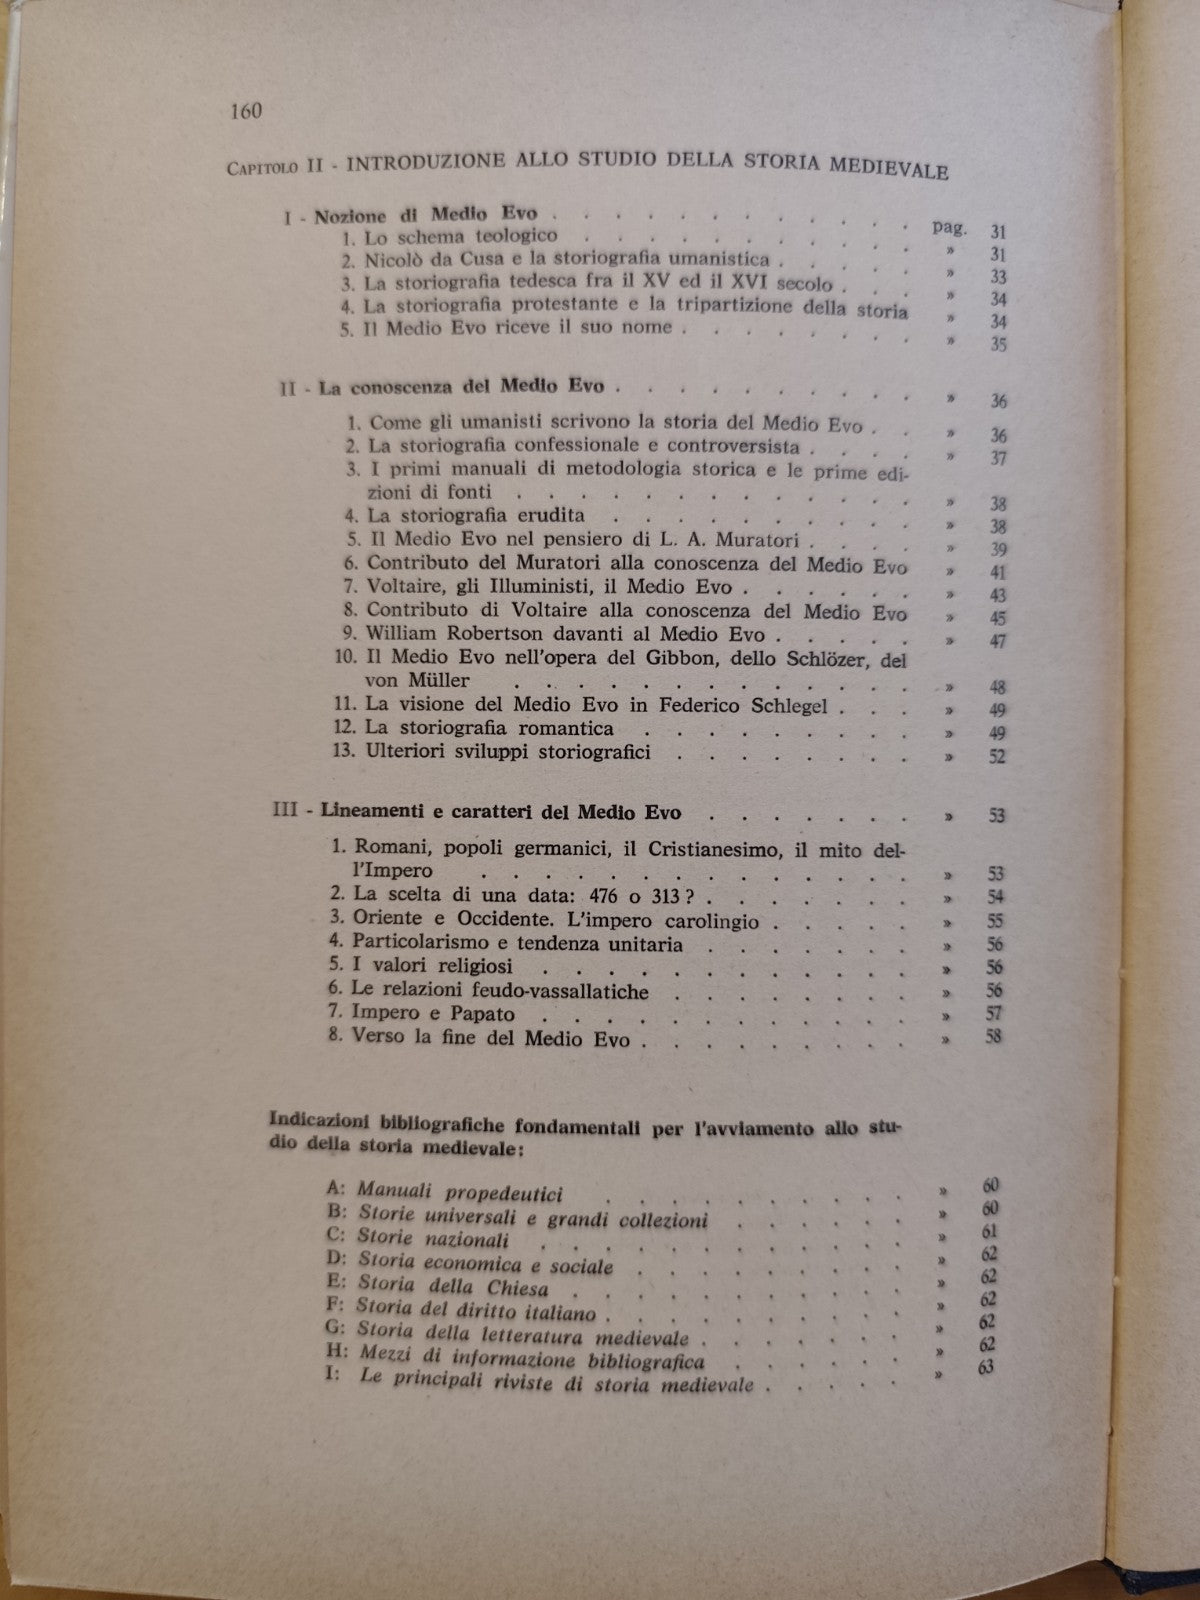 160
CAPITOLO II - INTRODUZIONE ALLO STUDIO DELLA STORIA MEDIEVALE
I - Nozione di Medio Evo . . . . . . . . . . . pag. 31
1. Lo schema teologico . . . . . . . . . . » 31
2. Nicolò da Cusa e la storiografia umanistica . . . . . » 33
3. La storiografia tedesca fra il XV ed il XVI secolo . . . » 34
4. La storiografia protestante e la tripartizione della storia » 34
5. Il Medio Evo riceve il suo nome . . . . . . . . » 35
II - La conoscenza del Medio Evo . . . . . . . . . . » 36
1. Come gli umanisti scrivono la storia del Medio Evo . . » 36
2. La storiografia confessionale e controversista . . . . » 37
3. I primi manuali di metodologia storica e le prime edi-
zioni di fonti . . . . . . . . . . . . . » 38
4. La storiografia erudita . . . . . . . . . . » 38
5. Il Medio Evo nel pensiero di L. A. Muratori . . . . » 39
6. Contributo del Muratori alla conoscenza del Medio Evo » 41
7. Voltaire, gli Illuministi, il Medio Evo . . . . . . » 43
8. Contributo di Voltaire alla conoscenza del Medio Evo » 45
9. William Robertson davanti al Medio Evo . . . . . » 47
10. Il Medio Evo nell'opera del Gibbon, dello Schlözer, del
von Müller . . . . . . . . . . . . . » 48
11. La visione del Medio Evo in Federico Schlegel . . . » 49
12. La storiografia romantica . . . . . . . . . » 49
13. Ulteriori sviluppi storiografici . . . . . . . . » 52
III - Lineamenti e caratteri del Medio Evo . . . . . . . » 53
1. Romani, popoli germanici, il Cristianesimo, il mito del-
l'Impero . . . . . . . . . . . . . . » 53
2. La scelta di una data: 476 o 313 ? . . . . . . . » 54
3. Oriente e Occidente. L'impero carolingio . . . . . » 55
4. Particolarismo e tendenza unitaria . . . . . . . » 56
5. I valori religiosi . . . . . . . . . . . . » 56
6. Le relazioni feudo-vassallatiche . . . . . . . . » 56
7. Impero e Papato . . . . . . . . . . . . » 57
8. Verso la fine del Medio Evo . . . . . . . . . » 58
Indicazioni bibliografiche fondamentali per l'avviamento allo stu-
dio della storia medievale:
A: Manuali propedeutici . . . . . . . . . . » 60
B: Storie universali e grandi collezioni . . . . . . » 60
C: Storie nazionali . . . . . . . . . . . . » 61
D: Storia economica e sociale . . . . . . . . . » 62
E: Storia della Chiesa . . . . . . . . . . . » 62
F: Storia del diritto italiano . . . . . . . . . . » 62
G: Storia della letteratura medievale . . . . . . . » 62
H: Mezzi di informazione bibliografica . . . . . . » 62
I: Le principali riviste di storia medievale . . . . . » 63